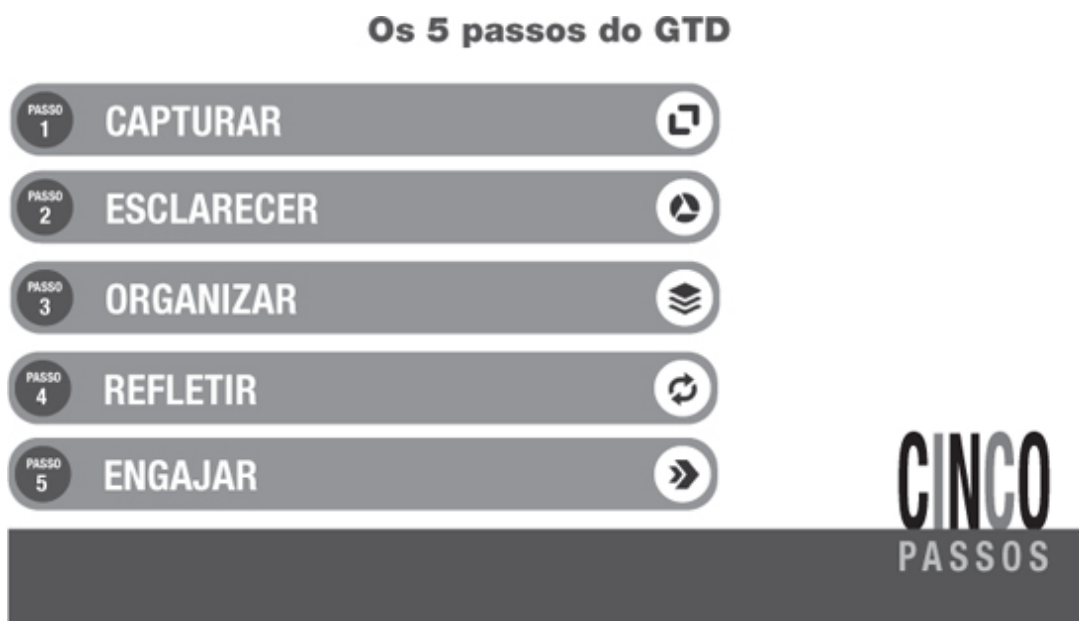 Os 5 passos do GTD
PASSO
1
CAPTURAR
PASSO
2
ESCLARECER
PASSO
3
ORGANIZAR
PASSO
4
REFLETIR
PASSO
5
ENGAJAR
CINCO
PASSOS